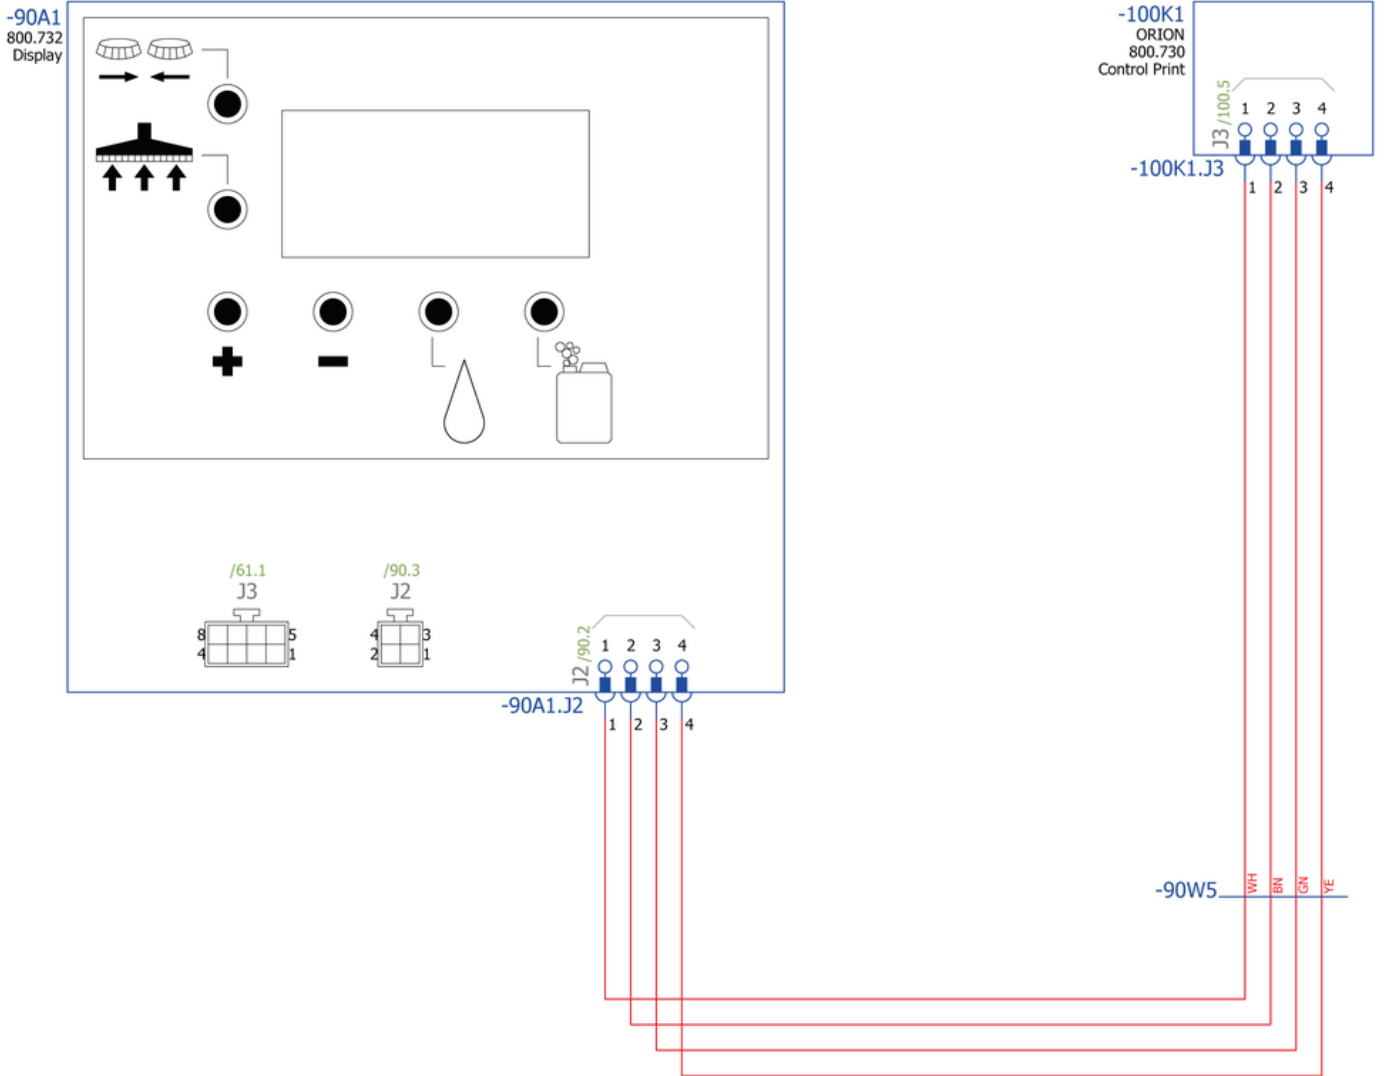 -90A1
800.732
Display
-100K1
ORION
800.730
Control Print
J3 /100.5
1 2 3 4
-100K1.J3
1 2 3 4
/61.1
J3
8 5
4 1
/90.3
J2
4 3
2 1
J2 /90.2
1 2 3 4
-90A1.J2
1 2 3 4
-90W5
WH BN GN YE